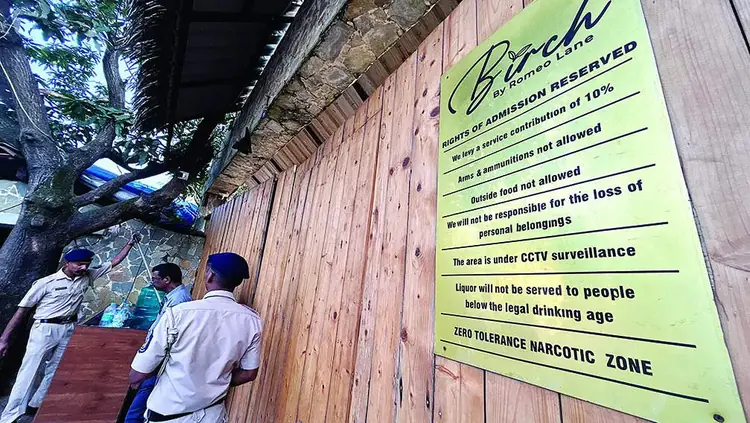 Birch
By Romeo Lane
RIGHTS OF ADMISSION RESERVED
We levy a service contribution of 10%
Arms & ammunitions not allowed
Outside food not allowed
We will not be responsible for the loss of
personal belongings
The area is under CCTV surveillance
Liquor will not be served to people
below the legal drinking age
ZERO TOLERANCE NARCOTIC ZONE